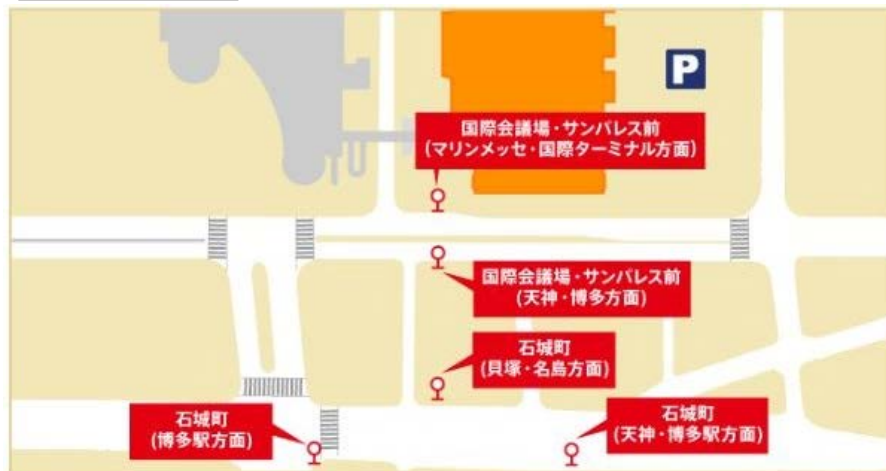 P
国際会議場・サンパレス前
(マリンメッセ・国際ターミナル方面)
国際会議場・サンパレス前
(天神・博多方面)
石城町
(貝塚・名島方面)
石城町
(博多駅方面)
石城町
(天神・博多駅方面)